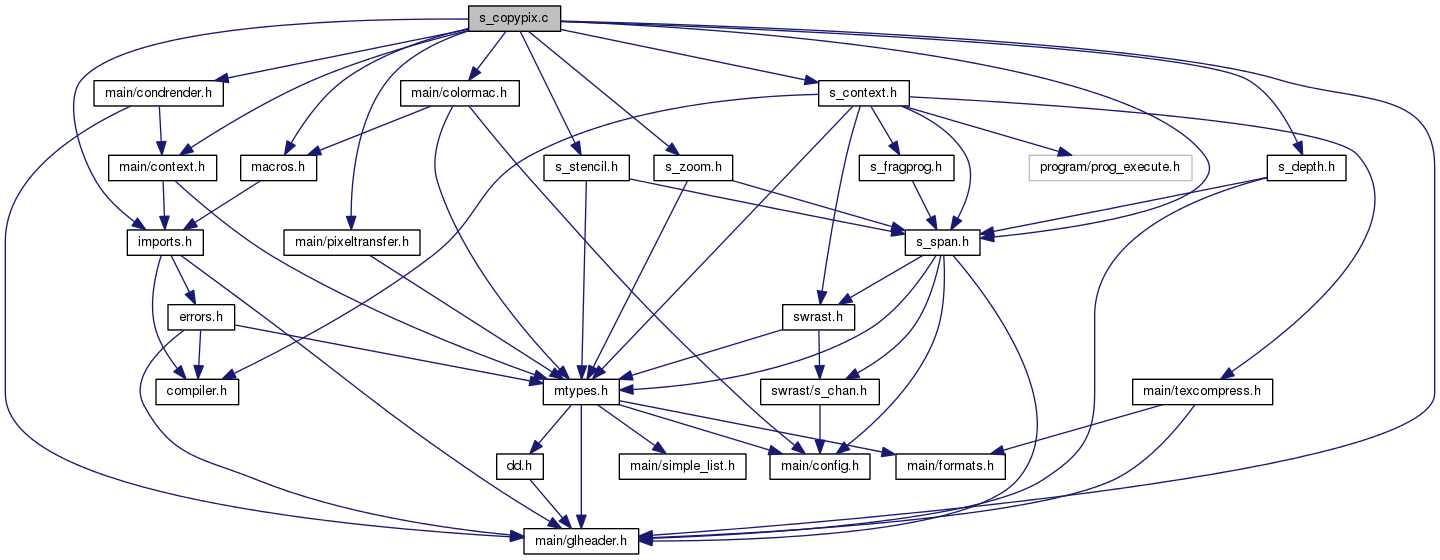 s_copypix.c
main/condrender.h
main/colormac.h
s_context.h
main/context.h
macros.h
s_stencil.h
s_zoom.h
s_fragprog.h
program/prog_execute.h
s_depth.h
imports.h
main/pixeltransfer.h
s_span.h
errors.h
swrast.h
compiler.h
mtypes.h
swrast/s_chan.h
main/texcompress.h
dd.h
main/simple_list.h
main/config.h
main/formats.h
main/glheader.h